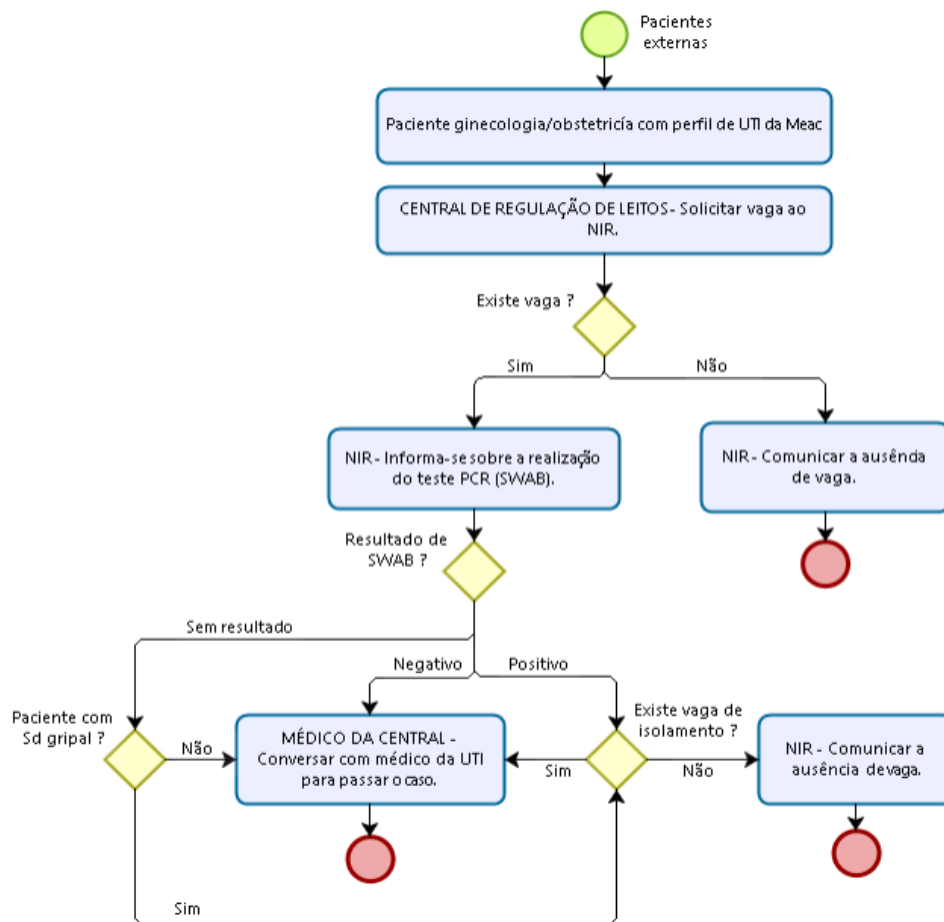 Pacientes
externas
Paciente ginecologia/obstetricía com perfil de UTI da Meac
CENTRAL DE REGULAÇÃO DE LEITOS- Solicitar vaga ao
NIR.
Existe vaga ?
Sim
Não
NIR - Informa-se sobre a realização
do teste PCR (SWAB).
NIR - Comunicar a ausência
de vaga.
Resultado de
SWAB ?
Sem resultado
Negativo
Positivo
Paciente com
Sd gripal ?
Não
MÉDICO DA CENTRAL -
Conversar com médico da UTI
para passar o caso.
Sim
Existe vaga de
isolamento ?
Não
NIR - Comunicar a
ausência devaga.
Sim